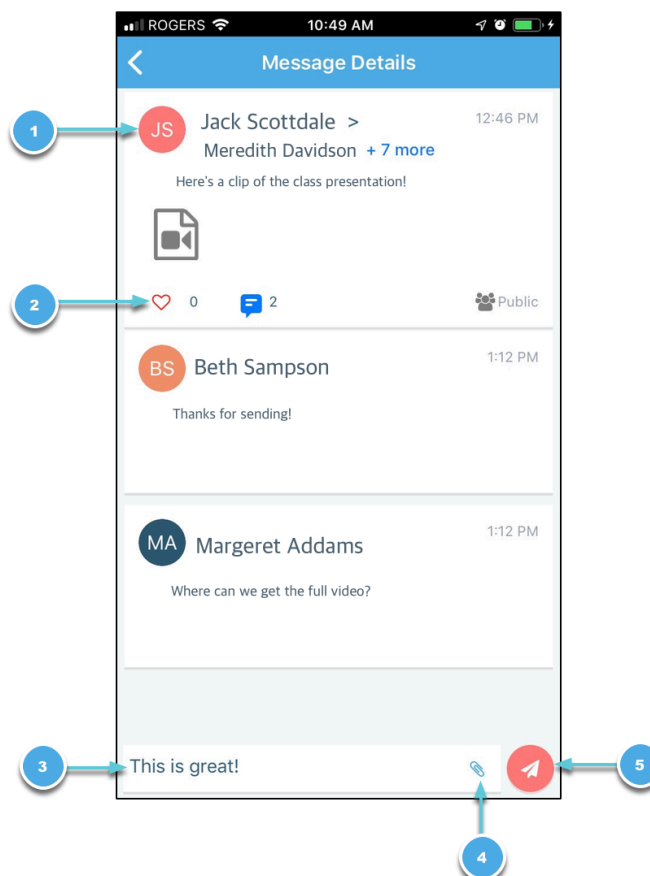 ROGERS 10:49 AM
Message Details
1
JS
Jack Scottdale >
12:46 PM
Meredith Davidson + 7 more
Here's a clip of the class presentation!
2
0
2
Public
BS
Beth Sampson
1:12 PM
Thanks for sending!
MA
Margeret Addams
1:12 PM
Where can we get the full video?
3
This is great!
5
4